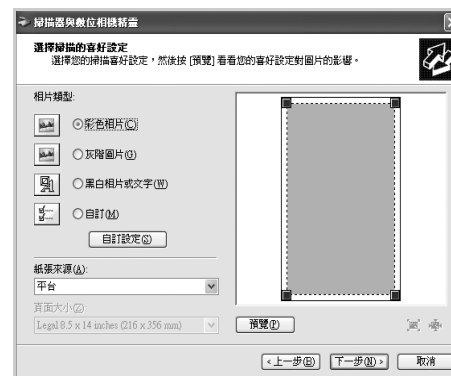 掃描器與數位相機精靈
選擇掃描的喜好設定
選擇您的掃描喜好設定，然後按 [預覽] 看看您的喜好設定對圖片的影響。
相片類型:
彩色相片(C)
灰階圖片(G)
黑白相片或文字(W)
自訂(M)
自訂設定(S)
紙張來源(A):
平台
頁面大小(Z):
Legal 8.5 x 14 inches (216 x 356 mm)
預覽(P)
<上一步(B) 下一步(N)> 取消